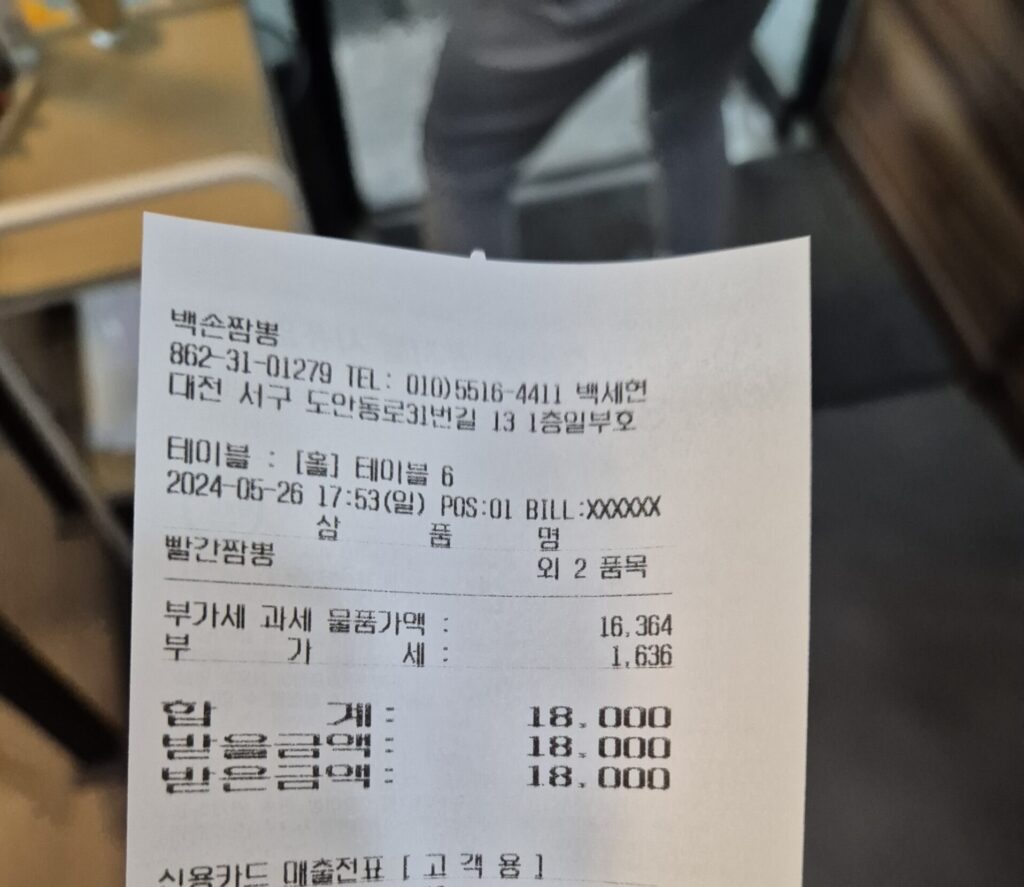 백손짬뽕
862-31-01279 TEL: 010)5516-4411 백세현
대전 서구 도안동로31번길 13 1층일부호
테이블 : [홀] 테이블 6
2024-05-26 17:53(일) POS:01 BILL:XXXXXX
상 품 명
빨간짬뽕 외 2 품목
부가세 과세 물품가액 : 16,364
부 가 세 : 1,636
합 계: 18,000
받을금액: 18,000
받은금액: 18,000
신용카드 매출전표 [ 고 객 용 ]